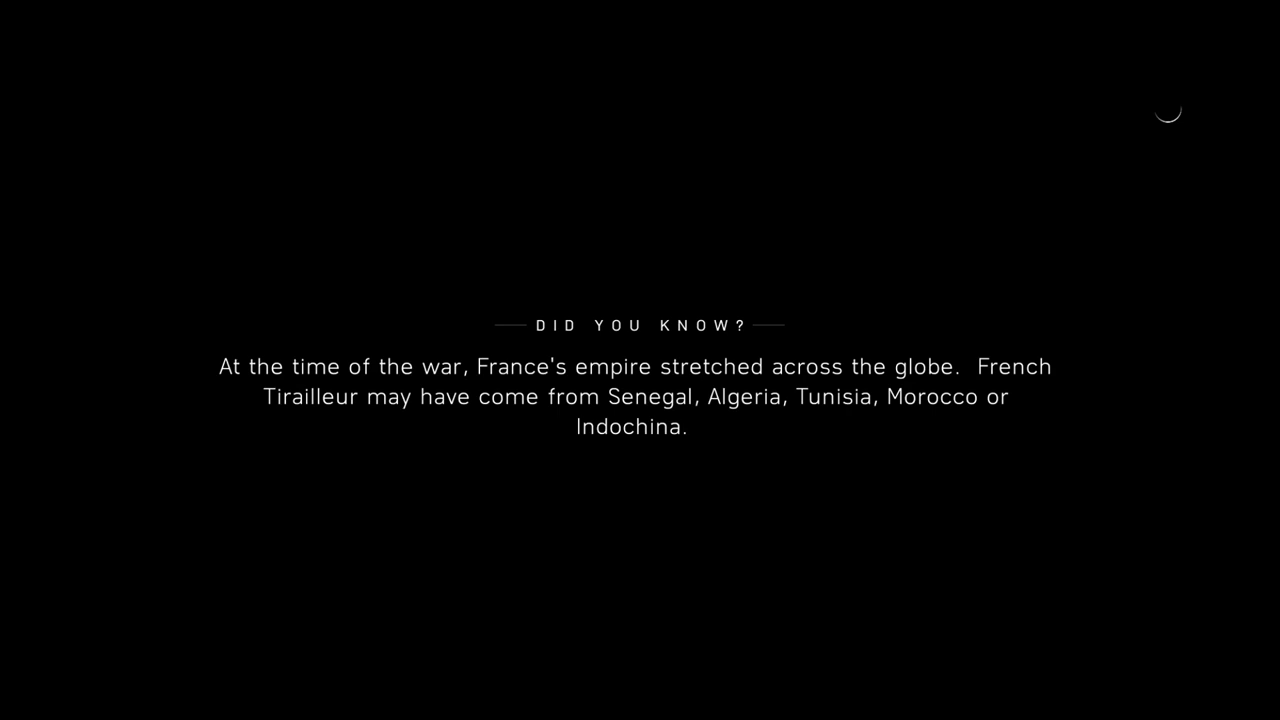 DID YOU KNOW?
At the time of the war, France's empire stretched across the globe.  French
Tirailleur may have come from Senegal, Algeria, Tunisia, Morocco or
Indochina.